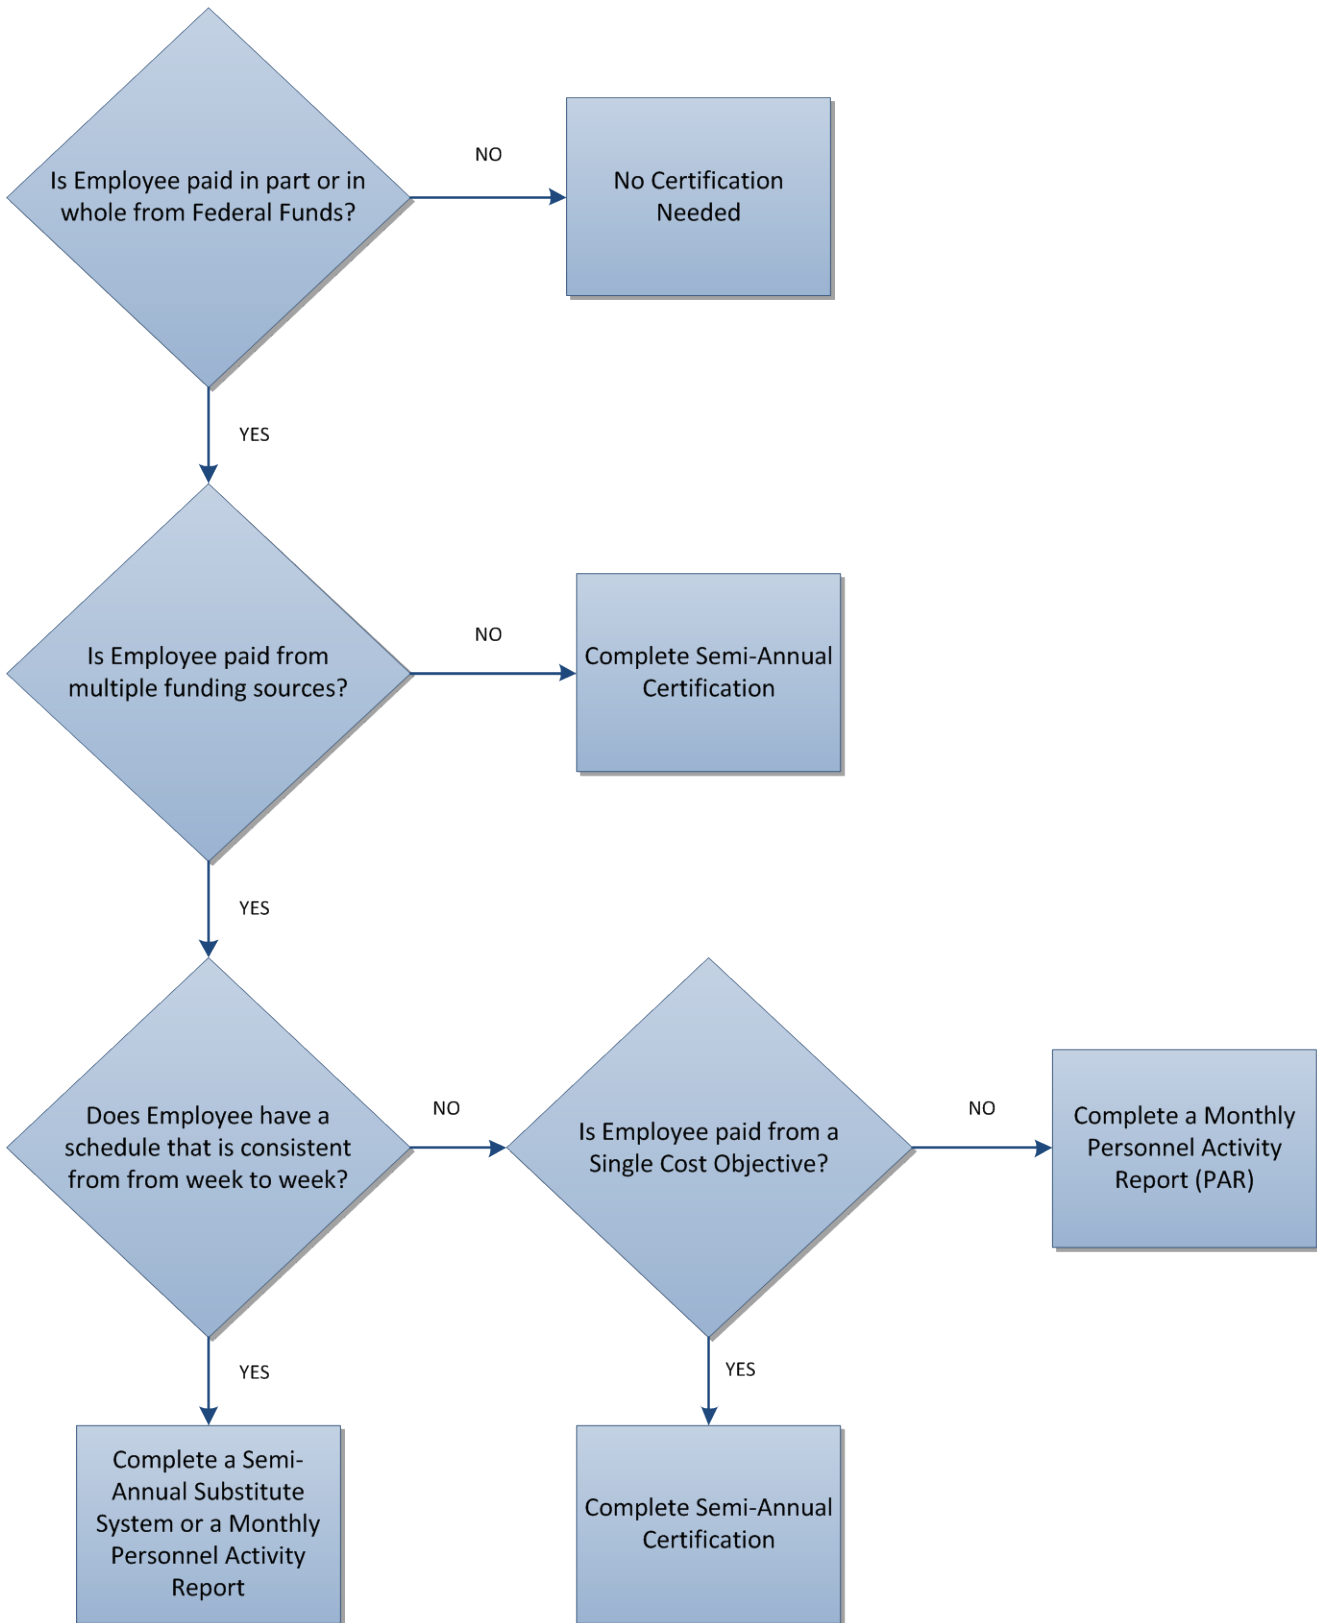 Is Employee paid in part or in
whole from Federal Funds?
NO
No Certification
Needed
YES
Is Employee paid from
multiple funding sources?
NO
Complete Semi-Annual
Certification
YES
Does Employee have a
schedule that is consistent
from from week to week?
NO
Is Employee paid from a
Single Cost Objective?
NO
Complete a Monthly
Personnel Activity
Report (PAR)
YES
Complete a Semi-
Annual Substitute
System or a Monthly
Personnel Activity
Report
YES
Complete Semi-Annual
Certification